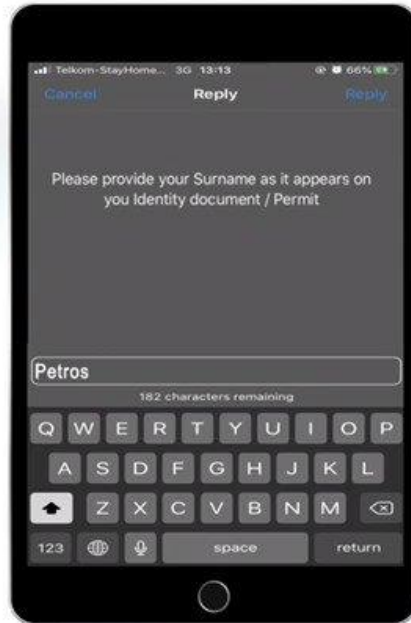 Telkom-StayHome... 3G 13:13 66%
Cancel Reply Reply
Please provide your Surname as it appears on
you Identity document / Permit
Petros
182 characters remaining
Q W E R T Y U I O P
A S D F G H J K L
Z X C V B N M
123 space return